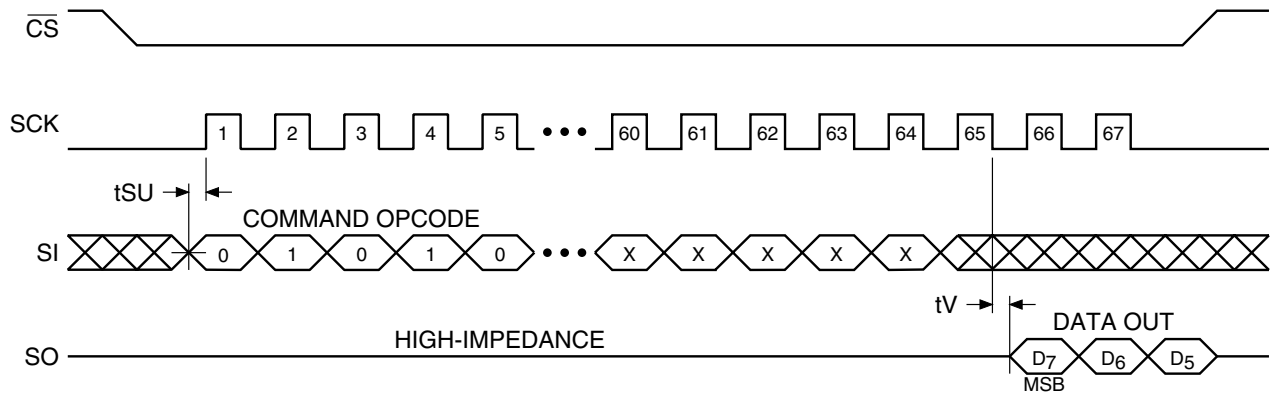 CS
SCK
1 2 3 4 5 ••• 60 61 62 63 64 65 66 67
tSU
COMMAND OPCODE
SI
0 1 0 1 0 ••• X X X X X
tV
DATA OUT
HIGH-IMPEDANCE
SO
D7 D6 D5
MSB